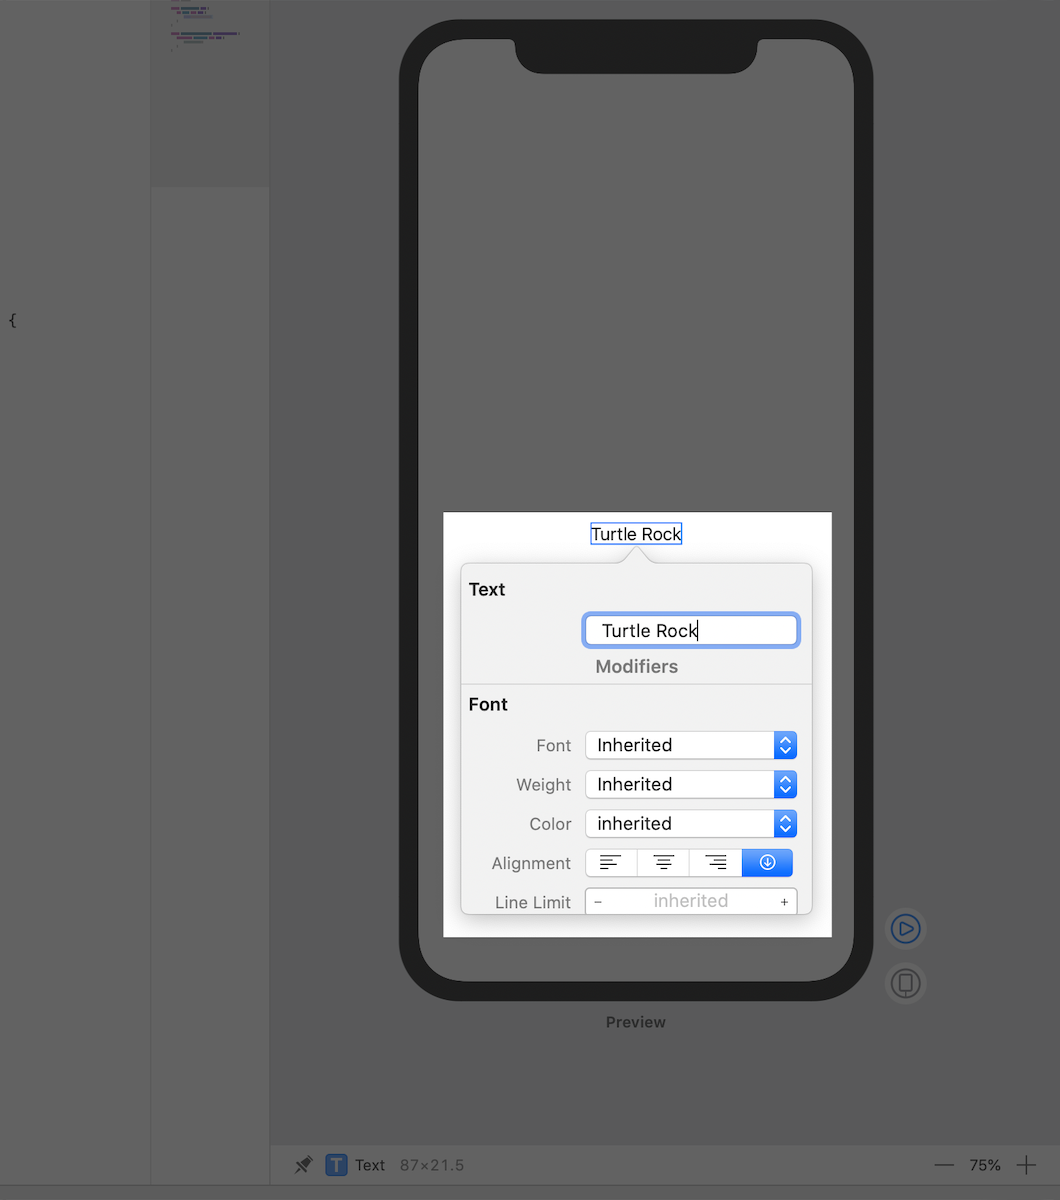 {
Turtle Rock
Text
Turtle Rock
Modifiers
Font
Font Inherited
Weight Inherited
Color inherited
Alignment
Line Limit − inherited +
Preview
T Text 87×21.5 — 75% +